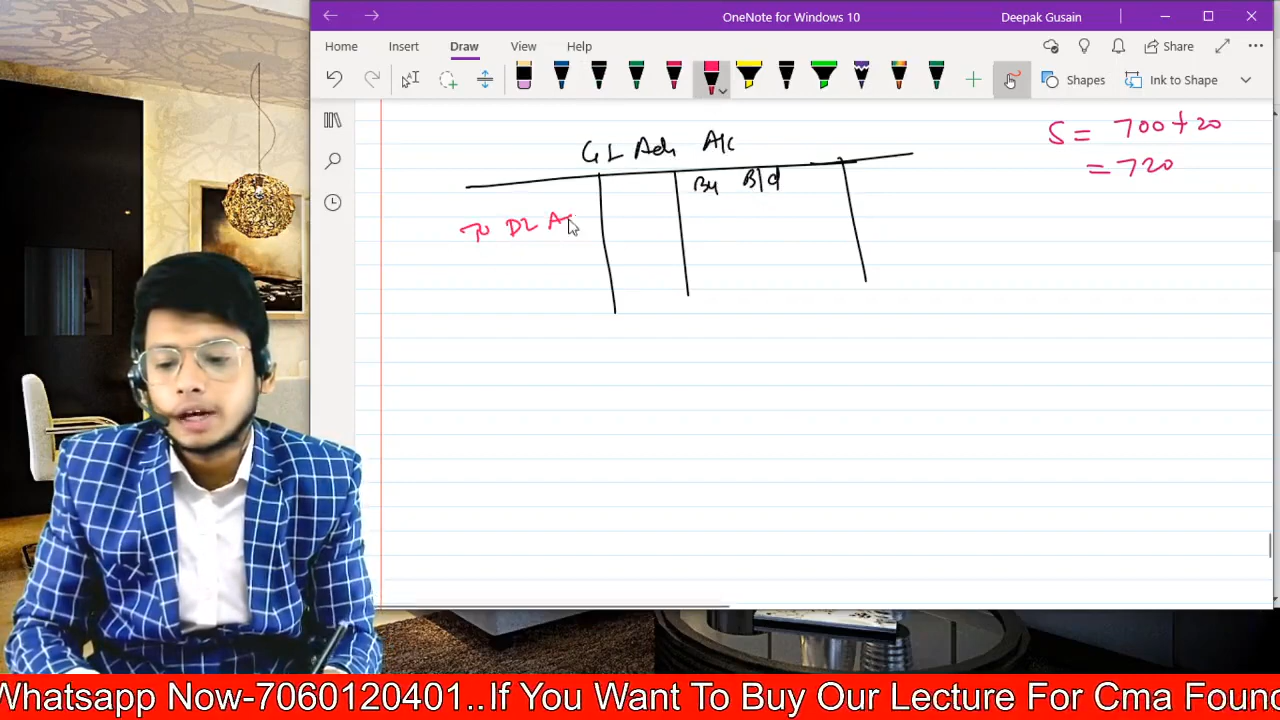 OneNote for Windows 10
Deepak Gusain
Home Insert Draw View Help
Share
Shapes
Ink to Shape
S = 700 + 20
= 720
GL Adj A/c
By B/d
To DL A
Whatsapp Now-7060120401..If You Want To Buy Our Lecture For Cma Found